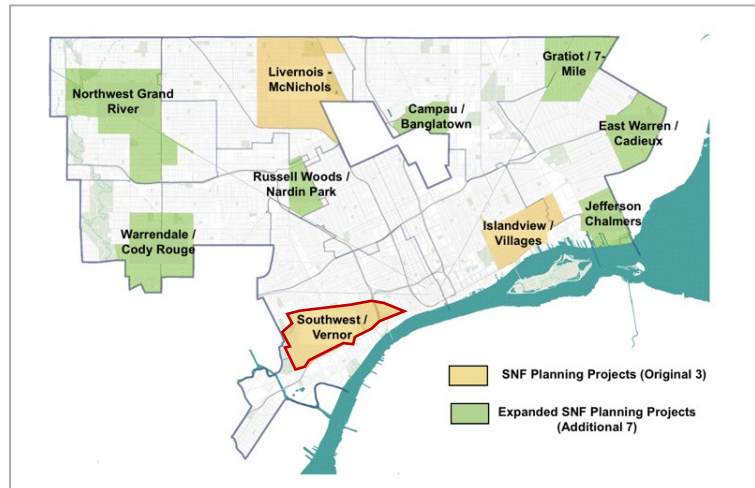 Livernois -
McNichols
Gratiot / 7-
Mile
Northwest Grand
River
Campau /
Banglatown
East Warren /
Cadieux
Russell Woods /
Nardin Park
Jefferson
Chalmers
Islandview /
Villages
Warrendale /
Cody Rouge
Southwest /
Vernor
SNF Planning Projects (Original 3)
Expanded SNF Planning Projects
(Additional 7)